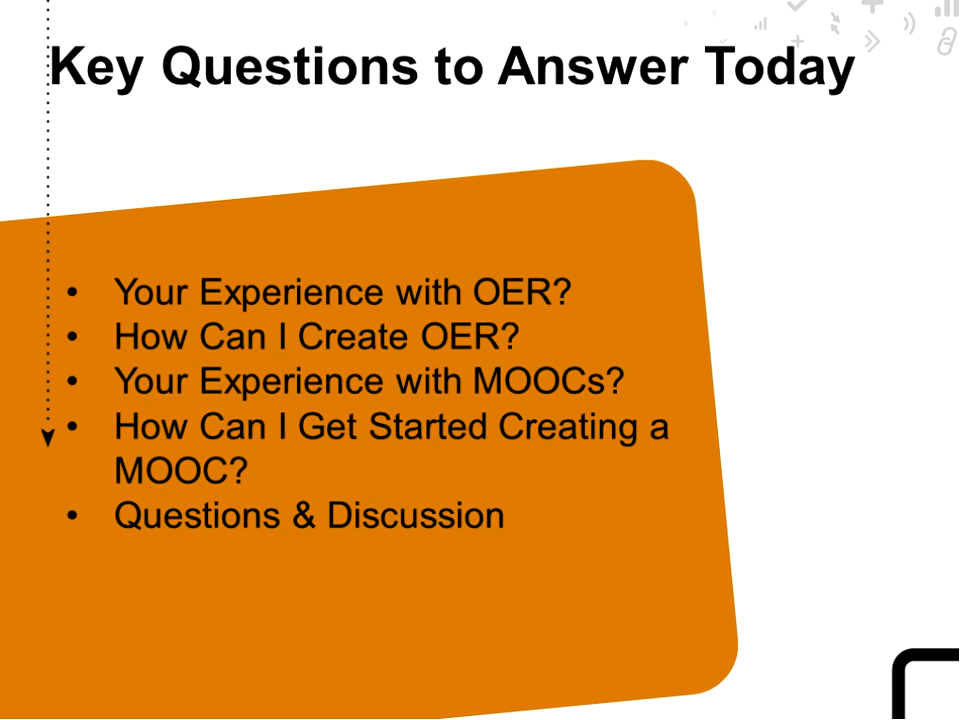 Key Questions to Answer Today
• Your Experience with OER?
• How Can I Create OER?
• Your Experience with MOOCs?
• How Can I Get Started Creating a
MOOC?
• Questions & Discussion